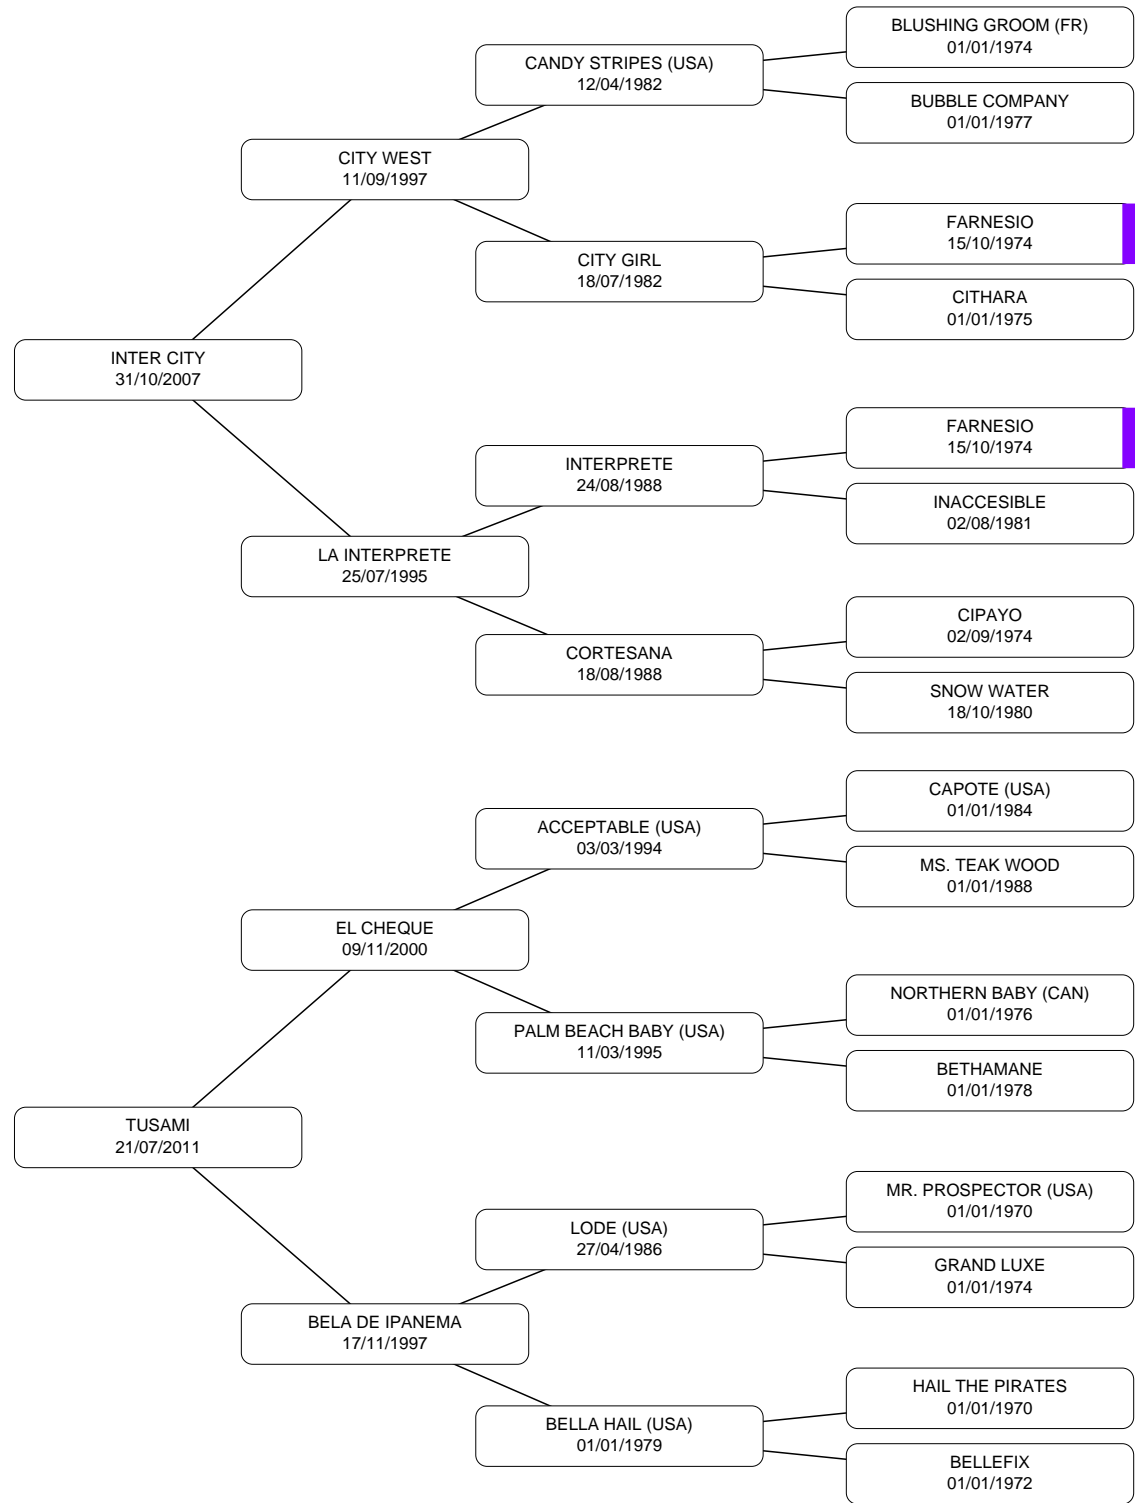 BLUSHING GROOM (FR)
01/01/1974
CANDY STRIPES (USA)
12/04/1982
BUBBLE COMPANY
01/01/1977
CITY WEST
11/09/1997
FARNESIO
15/10/1974
CITY GIRL
18/07/1982
CITHARA
01/01/1975
INTER CITY
31/10/2007
FARNESIO
15/10/1974
INTERPRETE
24/08/1988
INACCESIBLE
02/08/1981
LA INTERPRETE
25/07/1995
CIPAYO
02/09/1974
CORTESANA
18/08/1988
SNOW WATER
18/10/1980
CAPOTE (USA)
01/01/1984
ACCEPTABLE (USA)
03/03/1994
MS. TEAK WOOD
01/01/1988
EL CHEQUE
09/11/2000
NORTHERN BABY (CAN)
01/01/1976
PALM BEACH BABY (USA)
11/03/1995
BETHAMANE
01/01/1978
TUSAMI
21/07/2011
MR. PROSPECTOR (USA)
01/01/1970
LODE (USA)
27/04/1986
GRAND LUXE
01/01/1974
BELA DE IPANEMA
17/11/1997
HAIL THE PIRATES
01/01/1970
BELLA HAIL (USA)
01/01/1979
BELLEFIX
01/01/1972